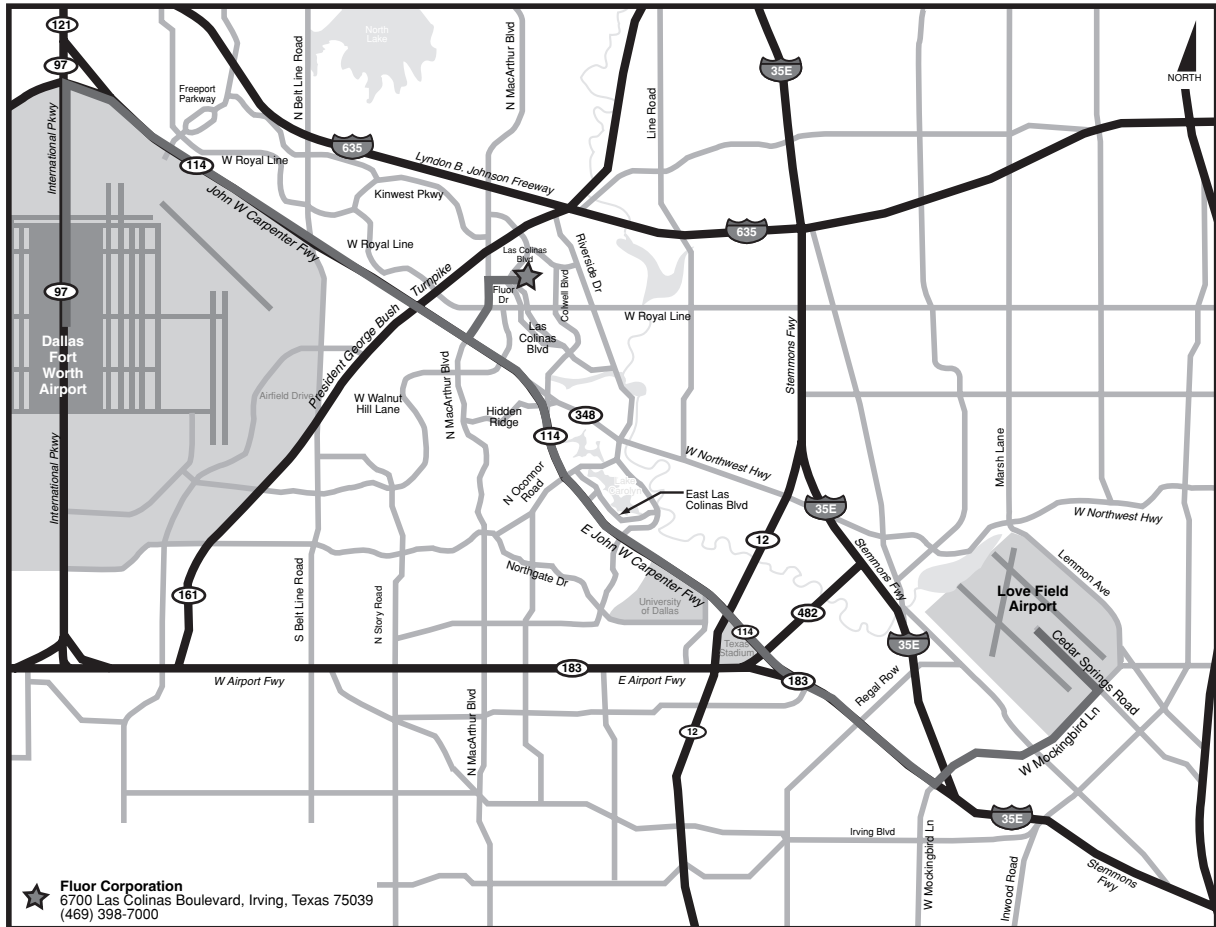 121
North
Lake
N Belt Line Road
N MacArthur Blvd
35E
97
Line Road
NORTH
Freeport
Parkway
International Pkwy
635
114
W Royal Line
Lyndon B. Johnson Freeway
Kinwest Pkwy
John W Carpenter Fwy
635
W Royal Line
Riverside Dr
Las Colinas
Blvd
Turnpike
Fluor
Dr
Colwell Blvd
97
President George Bush
W Royal Line
Las
Colinas
Blvd
Stemmons Fwy
Dallas
Fort
Worth
Airport
N MacArthur Blvd
Airfield Drive
W Walnut
Hill Lane
Hidden
Ridge
348
114
Marsh Lane
International Pkwy
W Northwest Hwy
N Oconnor
Road
Lake
Carolyn
East Las
Colinas Blvd
35E
W Northwest Hwy
12
E John W Carpenter Fwy
Stemmons Fwy
Lemmon Ave
Northgate Dr
161
S Belt Line Road
N Story Road
University
of Dallas
482
Love Field
Airport
114
Texas
Stadium
35E
Cedar Springs Road
183
W Airport Fwy
E Airport Fwy
183
Regal Row
N MacArthur Blvd
12
W Mockingbird Ln
35E
Irving Blvd
W Mockingbird Ln
Inwood Road
Stemmons
Fwy
Fluor Corporation
6700 Las Colinas Boulevard, Irving, Texas 75039
(469) 398-7000